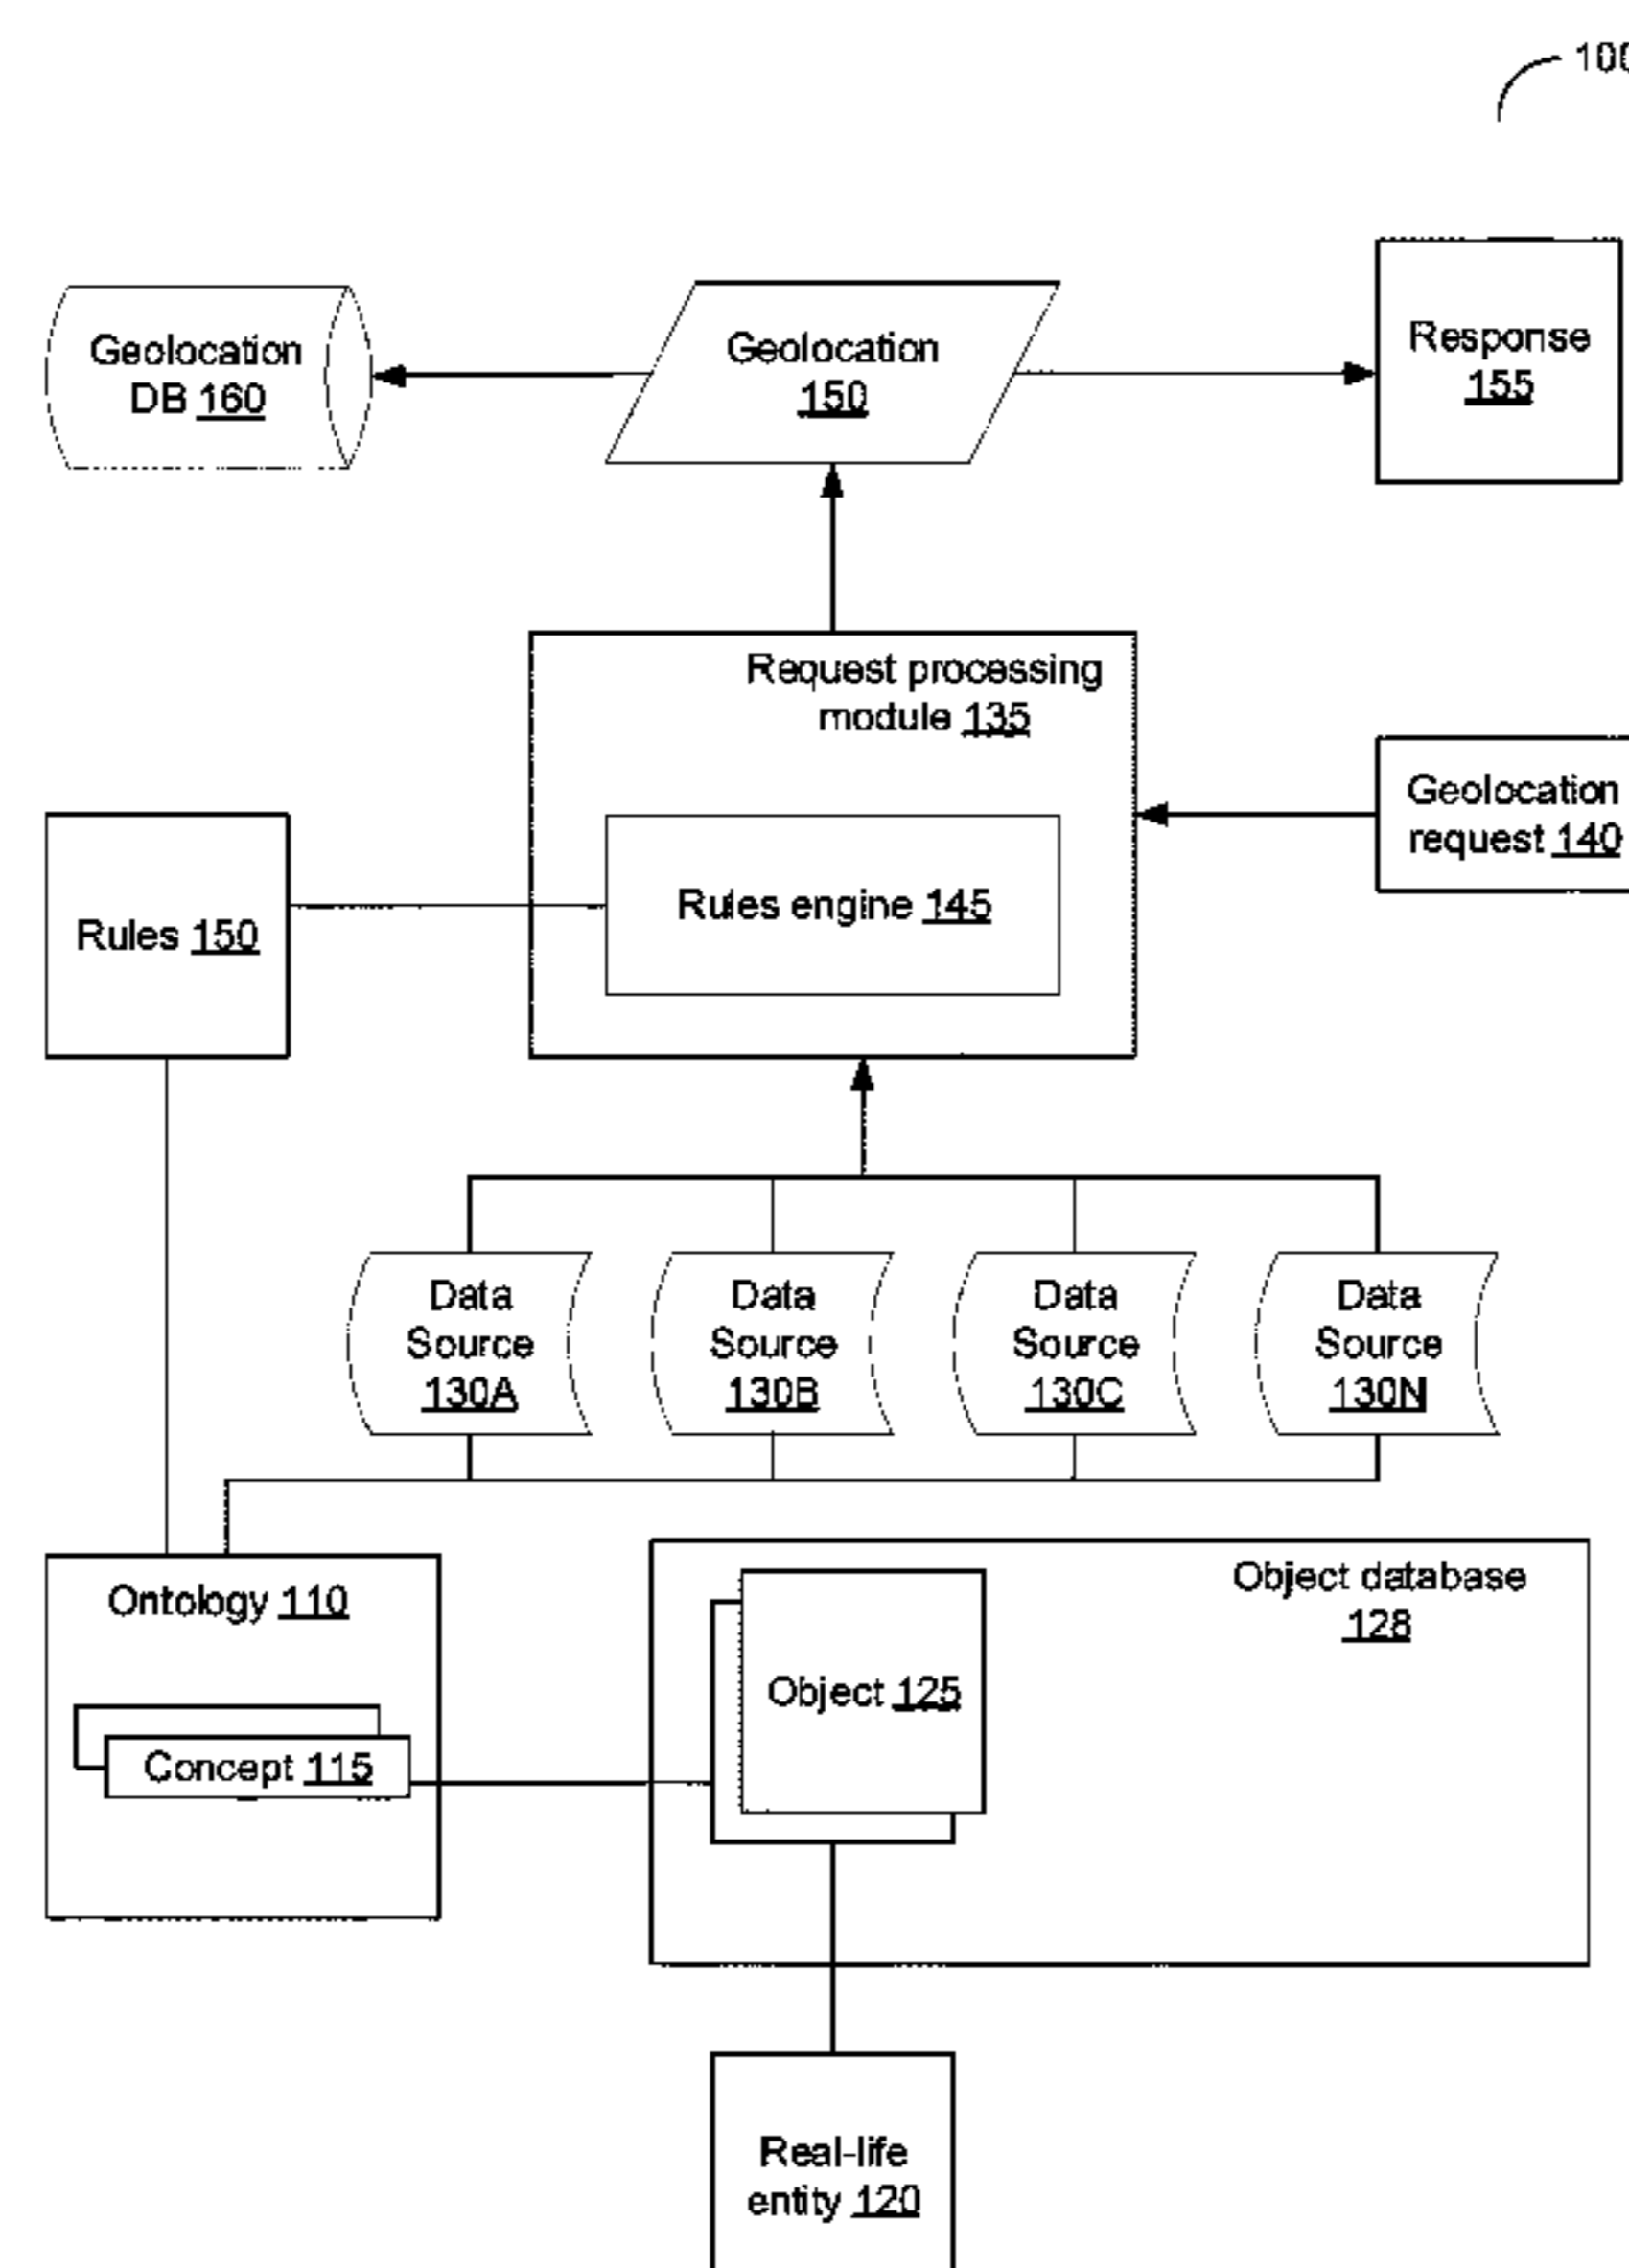 100
Geolocation
DB 160
Geolocation
150
Response
155
Request processing
module 135
Geolocation
request 140
Rules 150
Rules engine 145
Data
Source
130A
Data
Source
130B
Data
Source
130C
Data
Source
130N
Ontology 110
Object database
128
Object 125
Concept 115
Real-life
entity 120